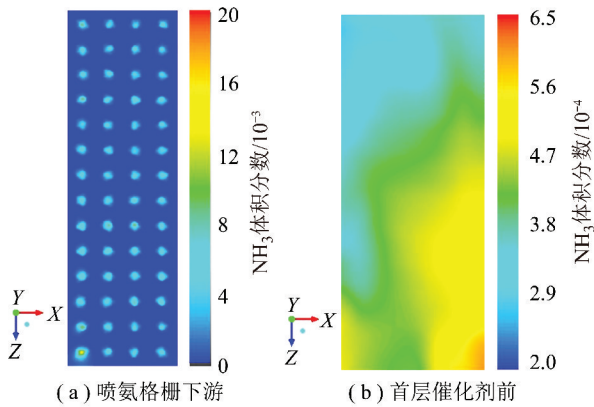 20
16
12
8
4
0
NH₃体积分数/10⁻³
Y
X
Z
(a)喷氨格栅下游
6.5
5.6
4.7
3.8
2.9
2.0
NH₃体积分数/10⁻⁴
Y
X
Z
(b)首层催化剂前